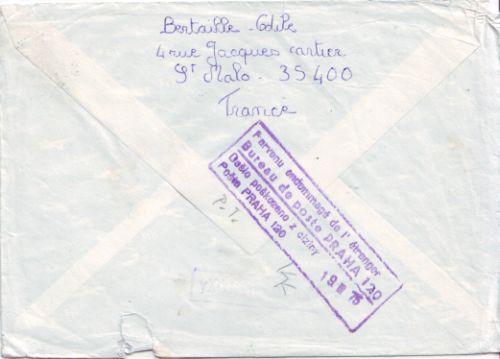 Bertaille - Odile
4 rue Jacques cartier
St Malo - 35400
France
Parvenu endommagé de l'étranger
Bureau de poste PRAHA 120
Došlo poškozeno z ciziny
Pošta PRAHA 120
19 III 76
P.T.